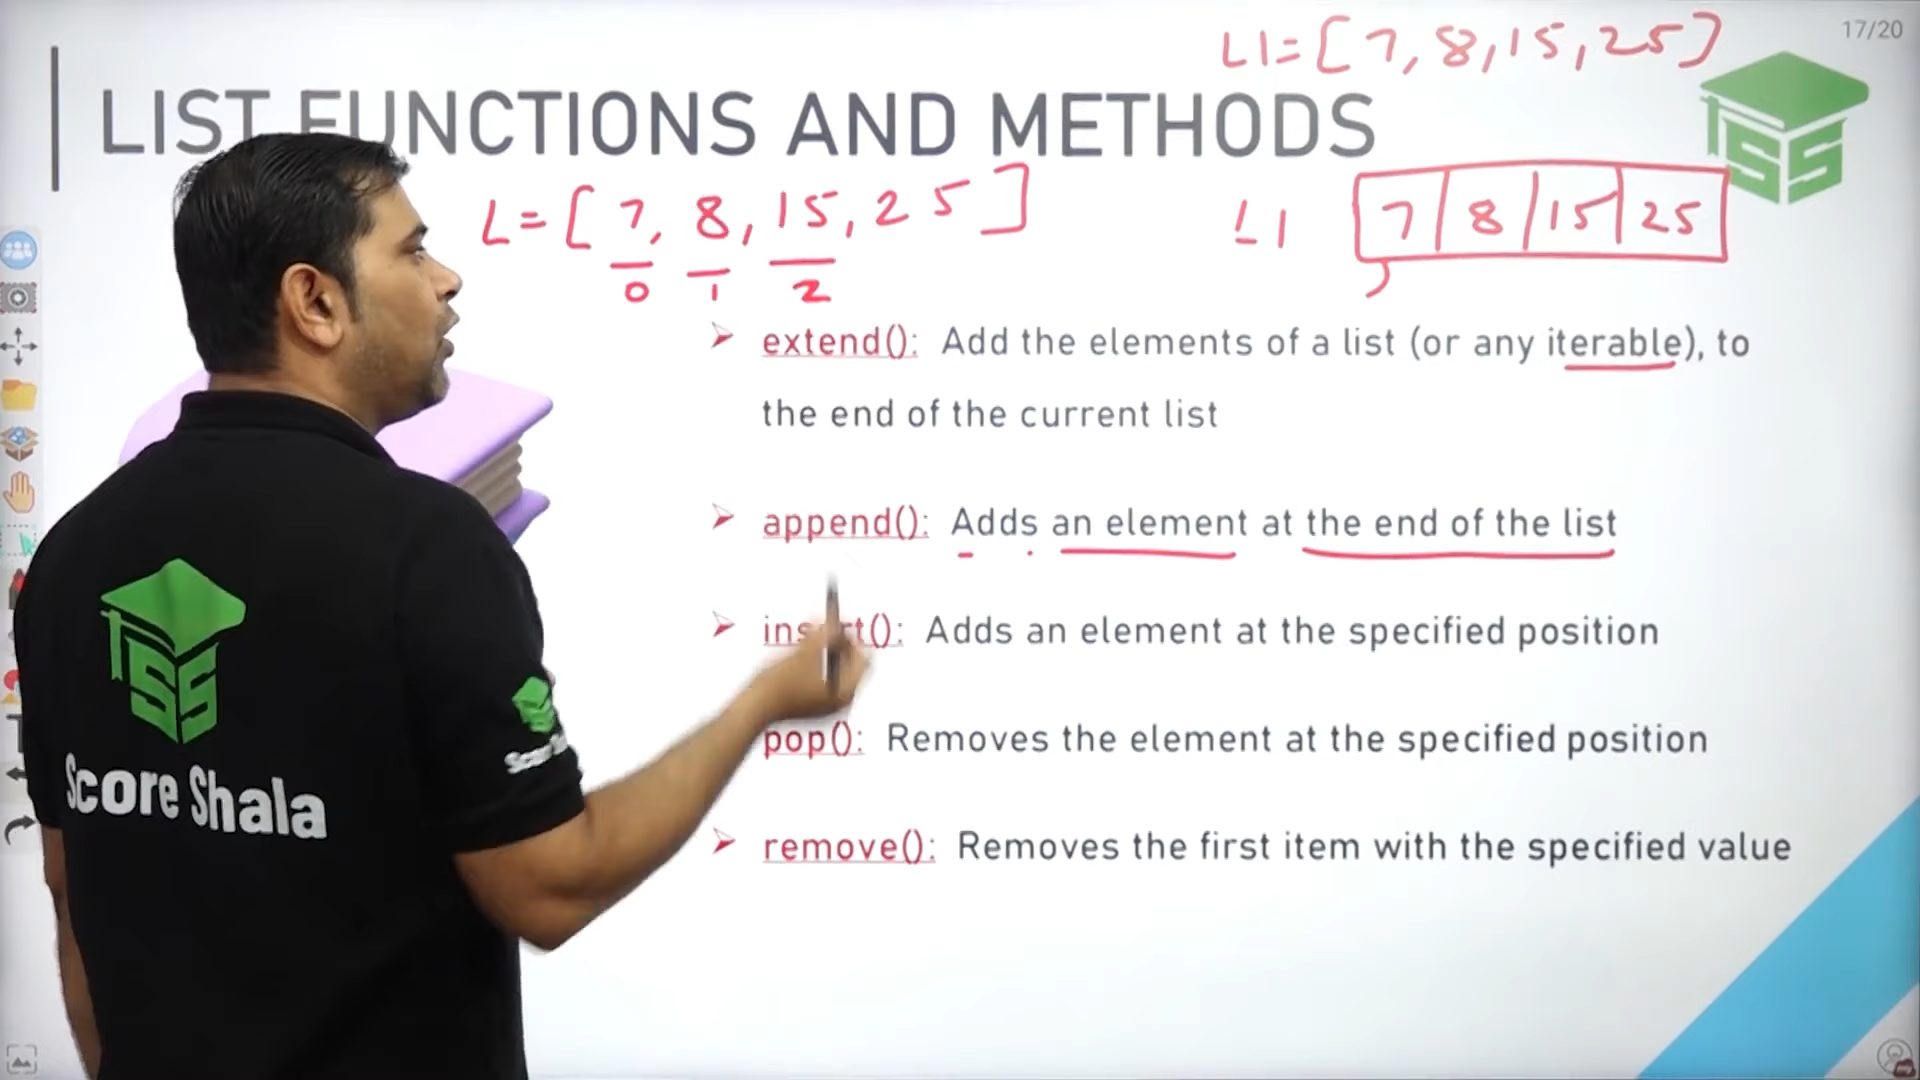 L1=[7,8,15,25]
17/20
LIST FUNCTIONS AND METHODS
L=[7, 8, 15, 25]
0 1 2
L1 7 8 15 25
SS
extend(): Add the elements of a list (or any iterable), to
the end of the current list
append(): Adds an element at the end of the list
insert(): Adds an element at the specified position
pop(): Removes the element at the specified position
remove(): Removes the first item with the specified value
SS
Score Shala